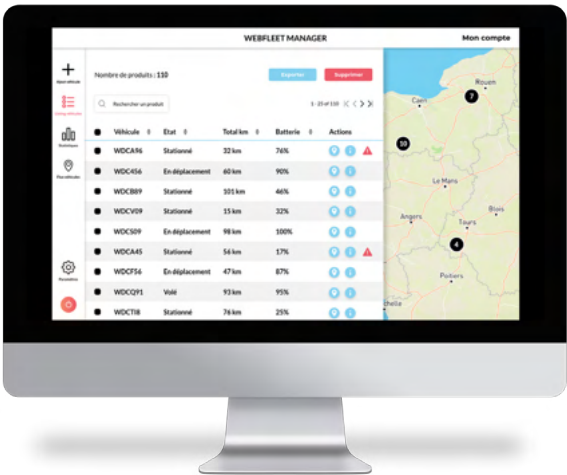 WEBFLEET MANAGER
Mon compte
Nombre de produits : 110
Exporter
Supprimer
Rechercher un produit
1 - 25 of 110
Véhicule Etat Total km Batterie Actions
WDCA96 Stationné 32 km 76%
WDC456 En déplacement 60 km 90%
WDCB89 Stationné 101 km 46%
WDCV09 Stationné 15 km 32%
WDCS09 En déplacement 98 km 100%
WDCA45 Stationné 56 km 17%
WDCF56 En déplacement 47 km 87%
WDCQ91 Volé 93 km 95%
WDCTI8 Stationné 76 km 25%
Statistiques
Paramètres
Rouen
7
Caen
10
Le Mans
Blois
Angers
Tours
4
Poitiers
chelle